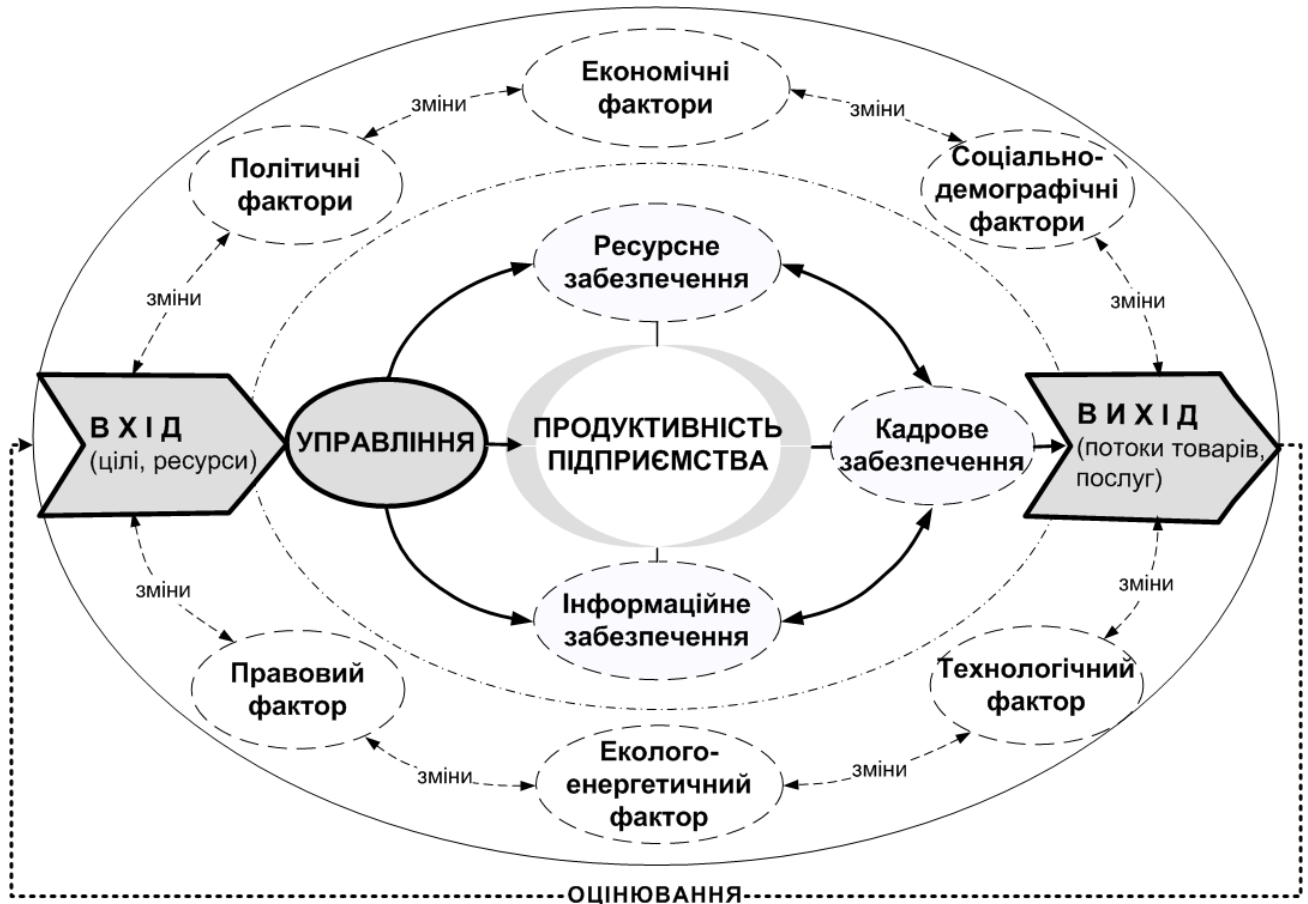 Економічні
фактори
зміни
зміни
Політичні
фактори
Соціально-
демографічні
фактори
Ресурсне
забезпечення
зміни
зміни
В Х І Д
(цілі, ресурси)
УПРАВЛІННЯ
ПРОДУКТИВНІСТЬ
ПІДПРИЄМСТВА
Кадрове
забезпечення
В И Х І Д
(потоки товарів,
послуг)
зміни
зміни
Інформаційне
забезпечення
Правовий
фактор
Технологічний
фактор
Еколого-
енергетичний
фактор
зміни
зміни
ОЦІНЮВАННЯ